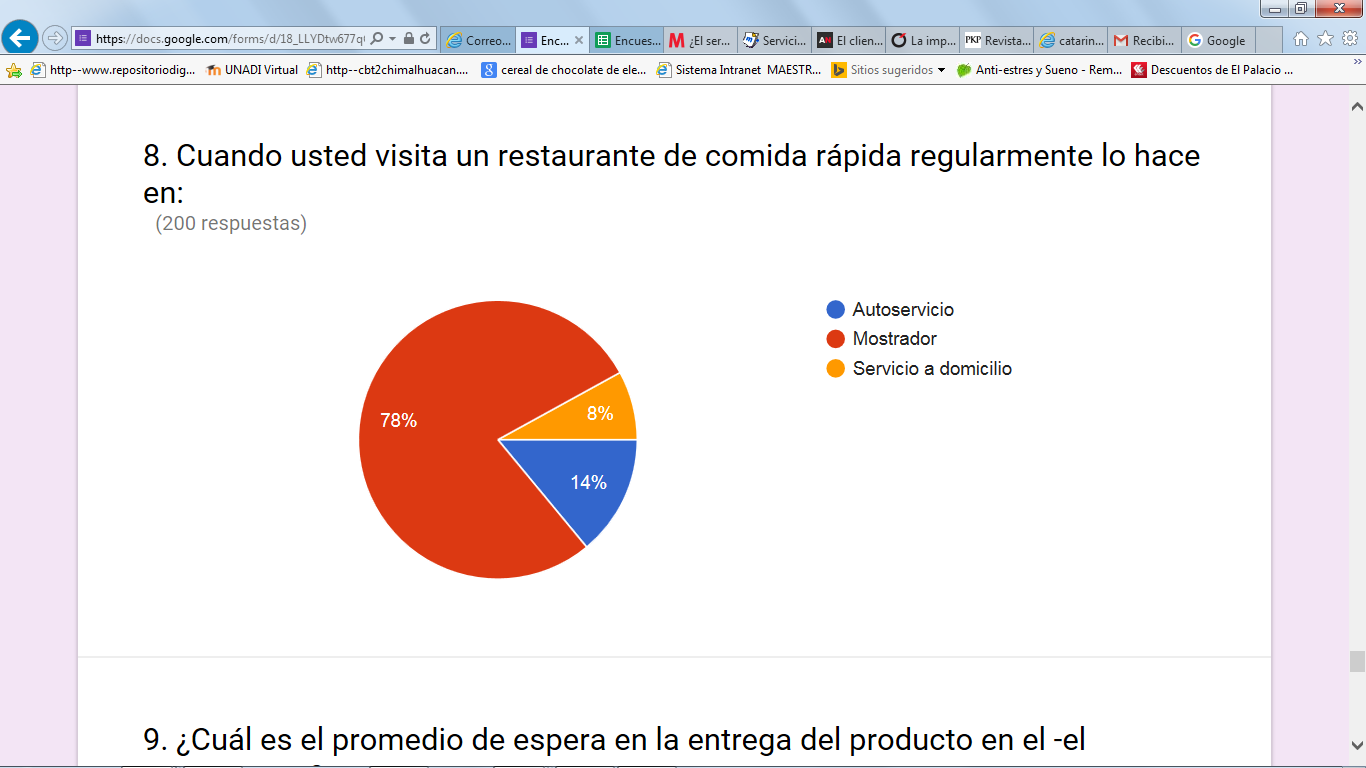 https://docs.google.com/forms/d/18_LLYDtw677q
Correo...
Enc...
Encues...
¿El ser...
Servici...
El clien...
La imp...
Revista...
catarin...
Recibi...
Google
http--www.repositoriodig...
UNADI Virtual
http--cbt2chimalhuacan....
cereal de chocolate de ele...
Sistema Intranet MAESTR...
Sitios sugeridos
Anti-estres y Sueno - Rem...
Descuentos de El Palacio ...
8. Cuando usted visita un restaurante de comida rápida regularmente lo hace
en:
(200 respuestas)
Autoservicio
Mostrador
Servicio a domicilio
78%
8%
14%
9. ¿Cuál es el promedio de espera en la entrega del producto en el -el